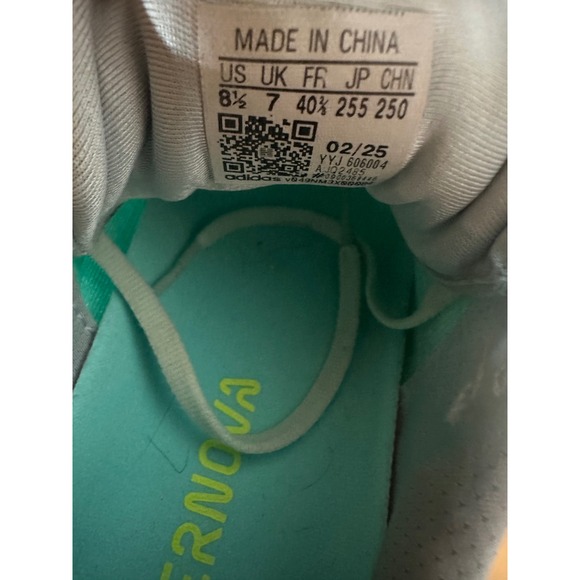 MADE IN CHINA
US UK FR JP CHN
8½ 7 40⅔ 255 250
02/25
YYJ 606004
adidas
ERNOVA